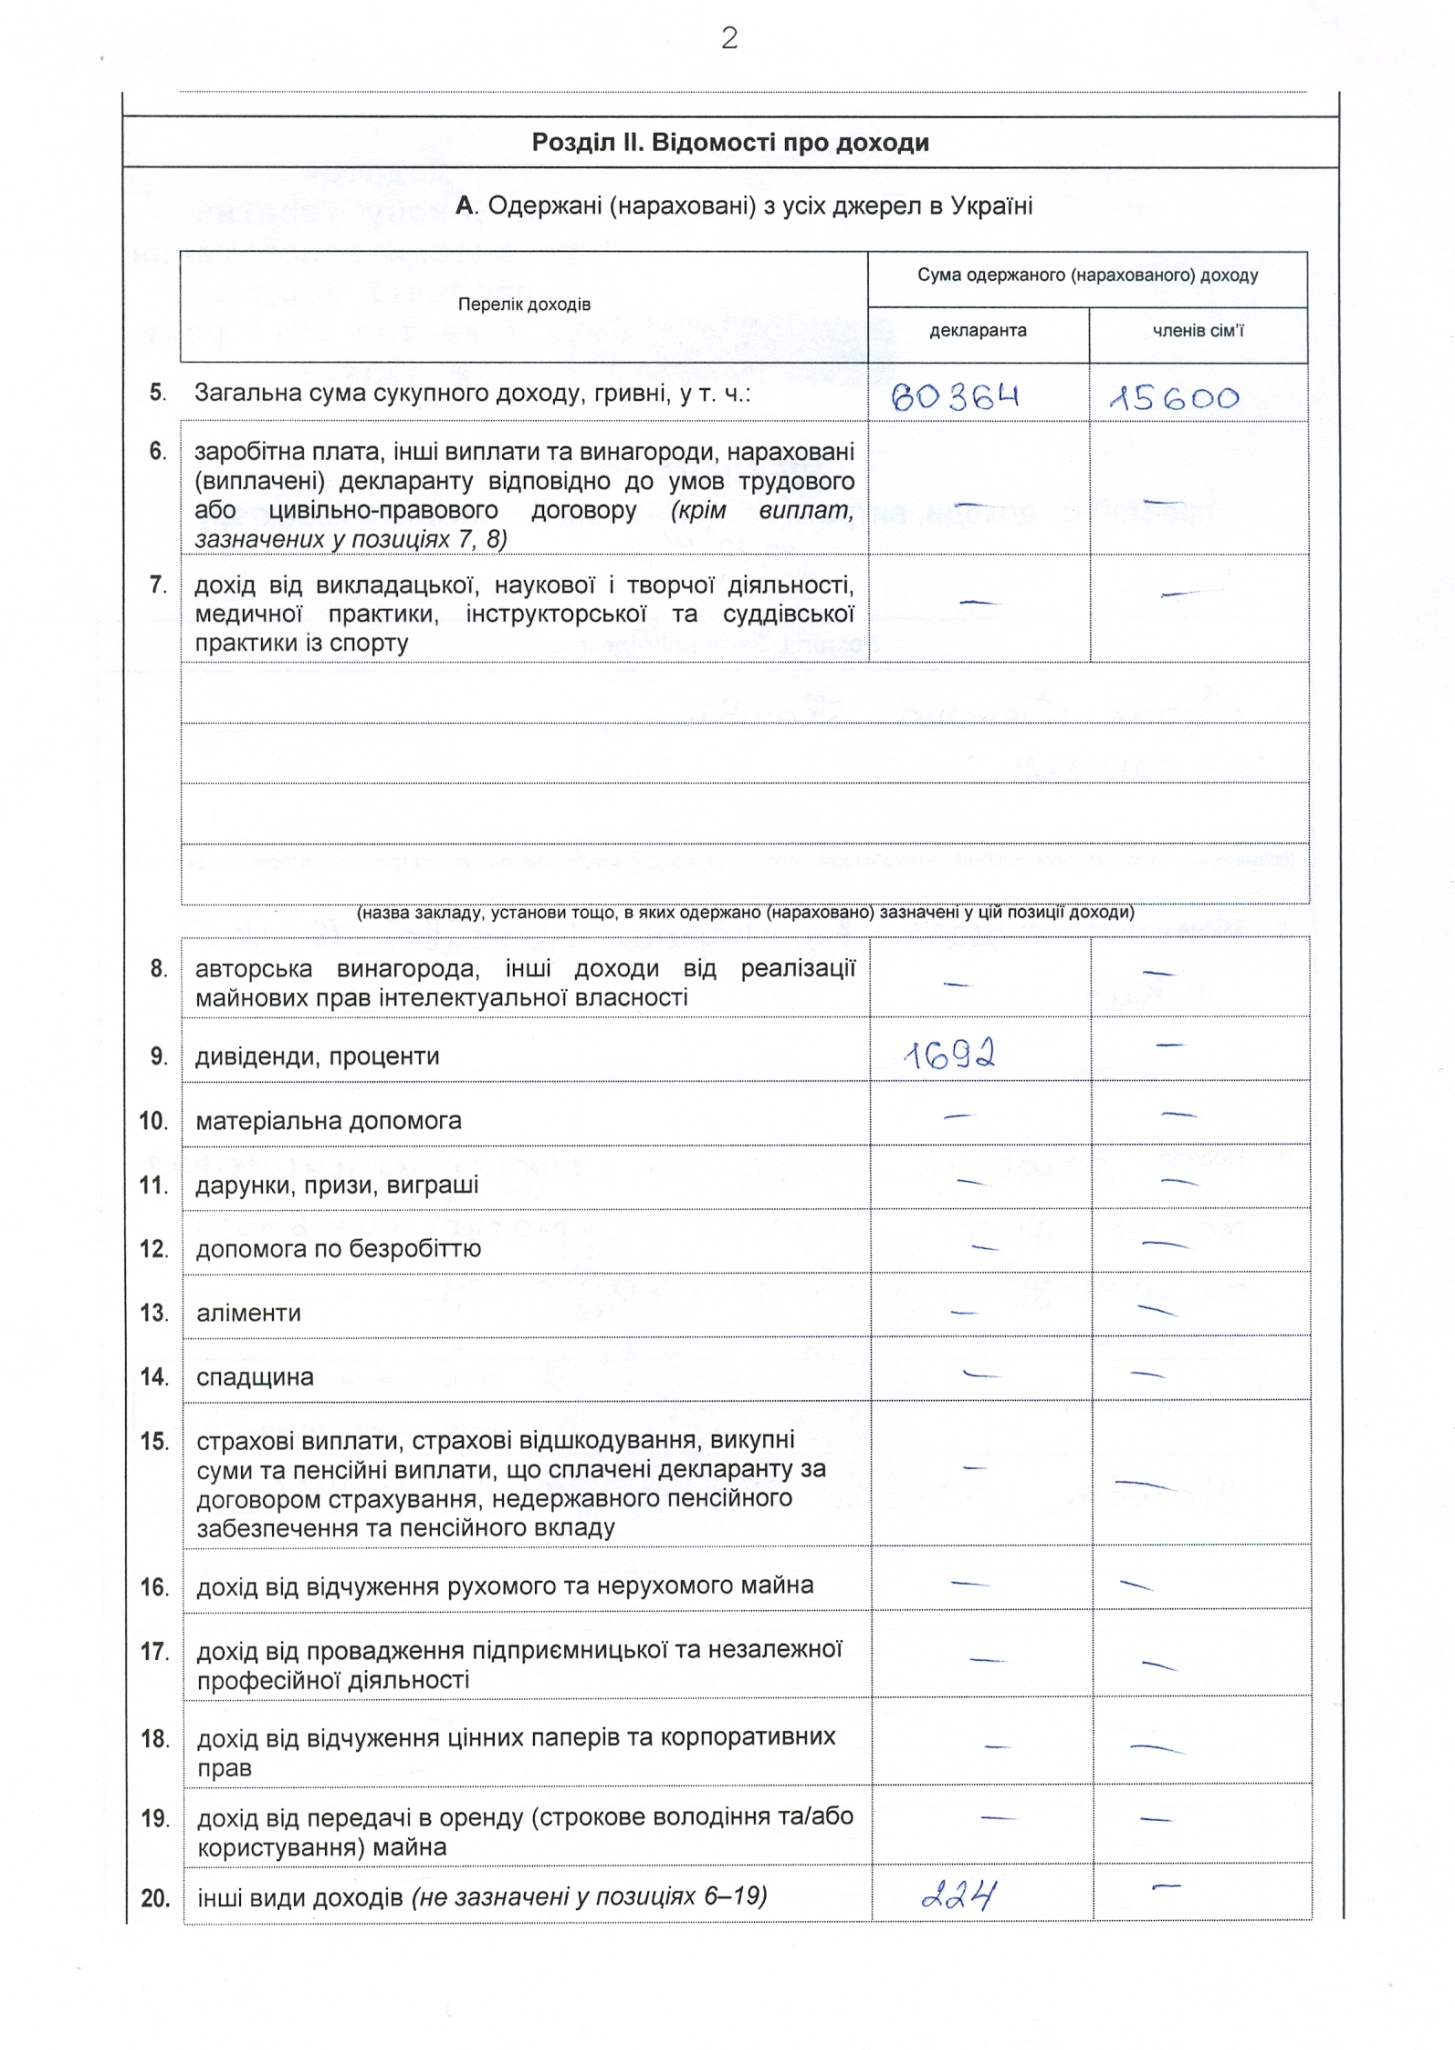 2
Розділ II. Відомості про доходи
А. Одержані (нараховані) з усіх джерел в Україні
Перелік доходів
Сума одержаного (нарахованого) доходу
декларанта
членів сім’ї
5. Загальна сума сукупного доходу, гривні, у т. ч.: 80364 15600
6. заробітна плата, інші виплати та винагороди, нараховані
(виплачені) декларанту відповідно до умов трудового
або цивільно-правового договору (крім виплат, — —
зазначених у позиціях 7, 8)
7. дохід від викладацької, наукової і творчої діяльності,
медичної практики, інструкторської та суддівської — —
практики із спорту
(назва закладу, установи тощо, в яких одержано (нараховано) зазначені у цій позиції доходи)
8. авторська винагорода, інші доходи від реалізації — —
майнових прав інтелектуальної власності
9. дивіденди, проценти 1692 —
10. матеріальна допомога — —
11. дарунки, призи, виграші — —
12. допомога по безробіттю — —
13. аліменти — —
14. спадщина — —
15. страхові виплати, страхові відшкодування, викупні
суми та пенсійні виплати, що сплачені декларанту за — —
договором страхування, недержавного пенсійного
забезпечення та пенсійного вкладу
16. дохід від відчуження рухомого та нерухомого майна — —
17. дохід від провадження підприємницької та незалежної — —
професійної діяльності
18. дохід від відчуження цінних паперів та корпоративних — —
прав
19. дохід від передачі в оренду (строкове володіння та/або — —
користування) майна
20. інші види доходів (не зазначені у позиціях 6–19) 224 —